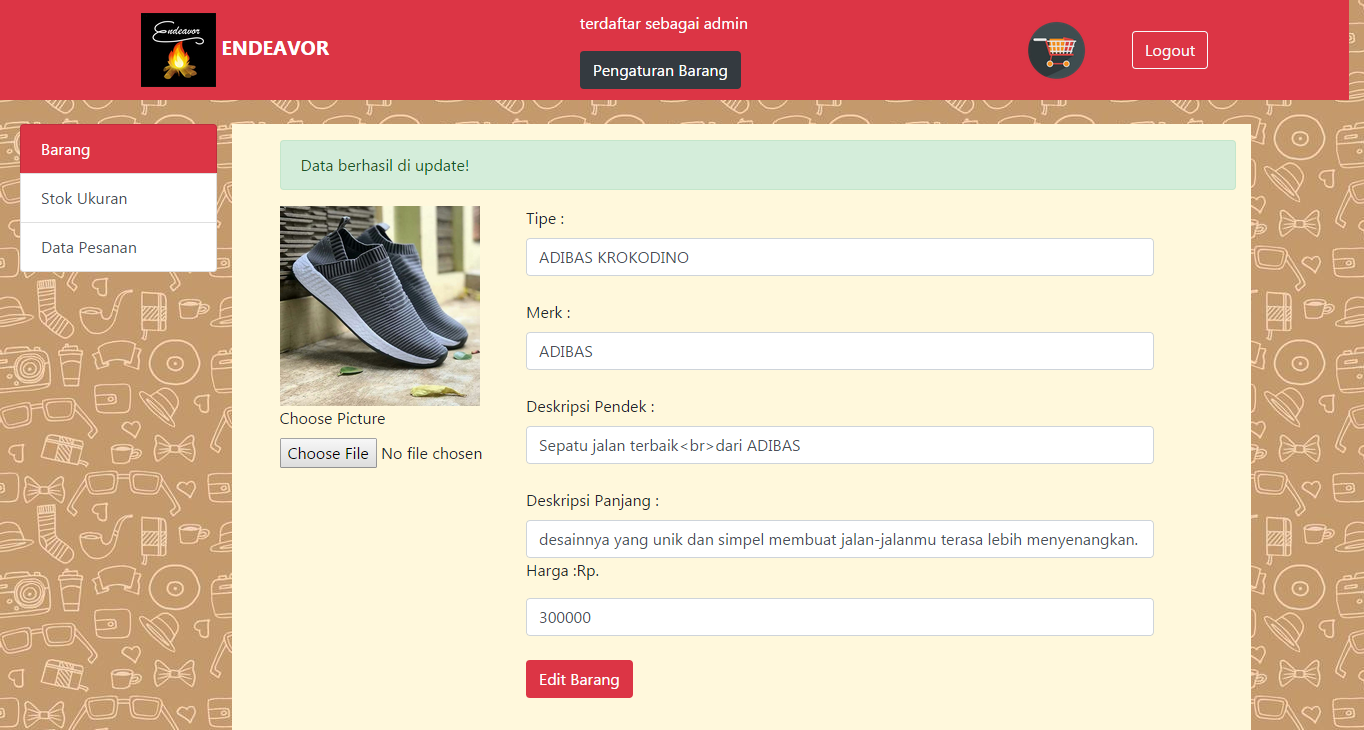 Endeavor
ENDEAVOR
terdaftar sebagai admin
Pengaturan Barang
Logout
Barang
Stok Ukuran
Data Pesanan
Data berhasil di update!
Choose Picture
Choose File No file chosen
Tipe :
ADIBAS KROKODINO
Merk :
ADIBAS
Deskripsi Pendek :
Sepatu jalan terbaik<br>dari ADIBAS
Deskripsi Panjang :
desainnya yang unik dan simpel membuat jalan-jalanmu terasa lebih menyenangkan.
Harga :Rp.
300000
Edit Barang